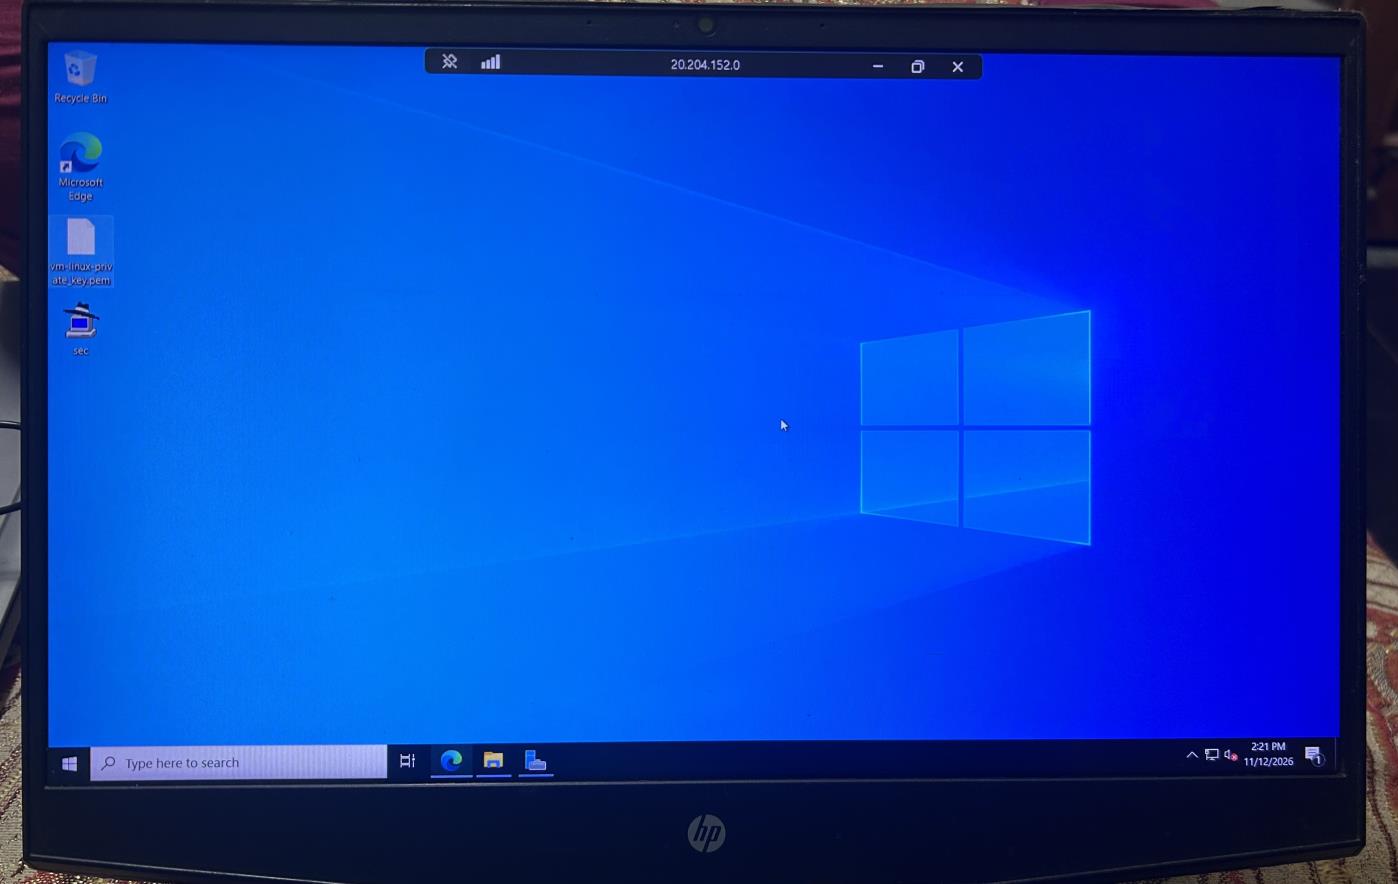 20.204.152.0
Recycle Bin
Microsoft
Edge
vm-linux-priv
ate_key.pem
sec
Type here to search
2:21 PM
11/12/2026
1
hp